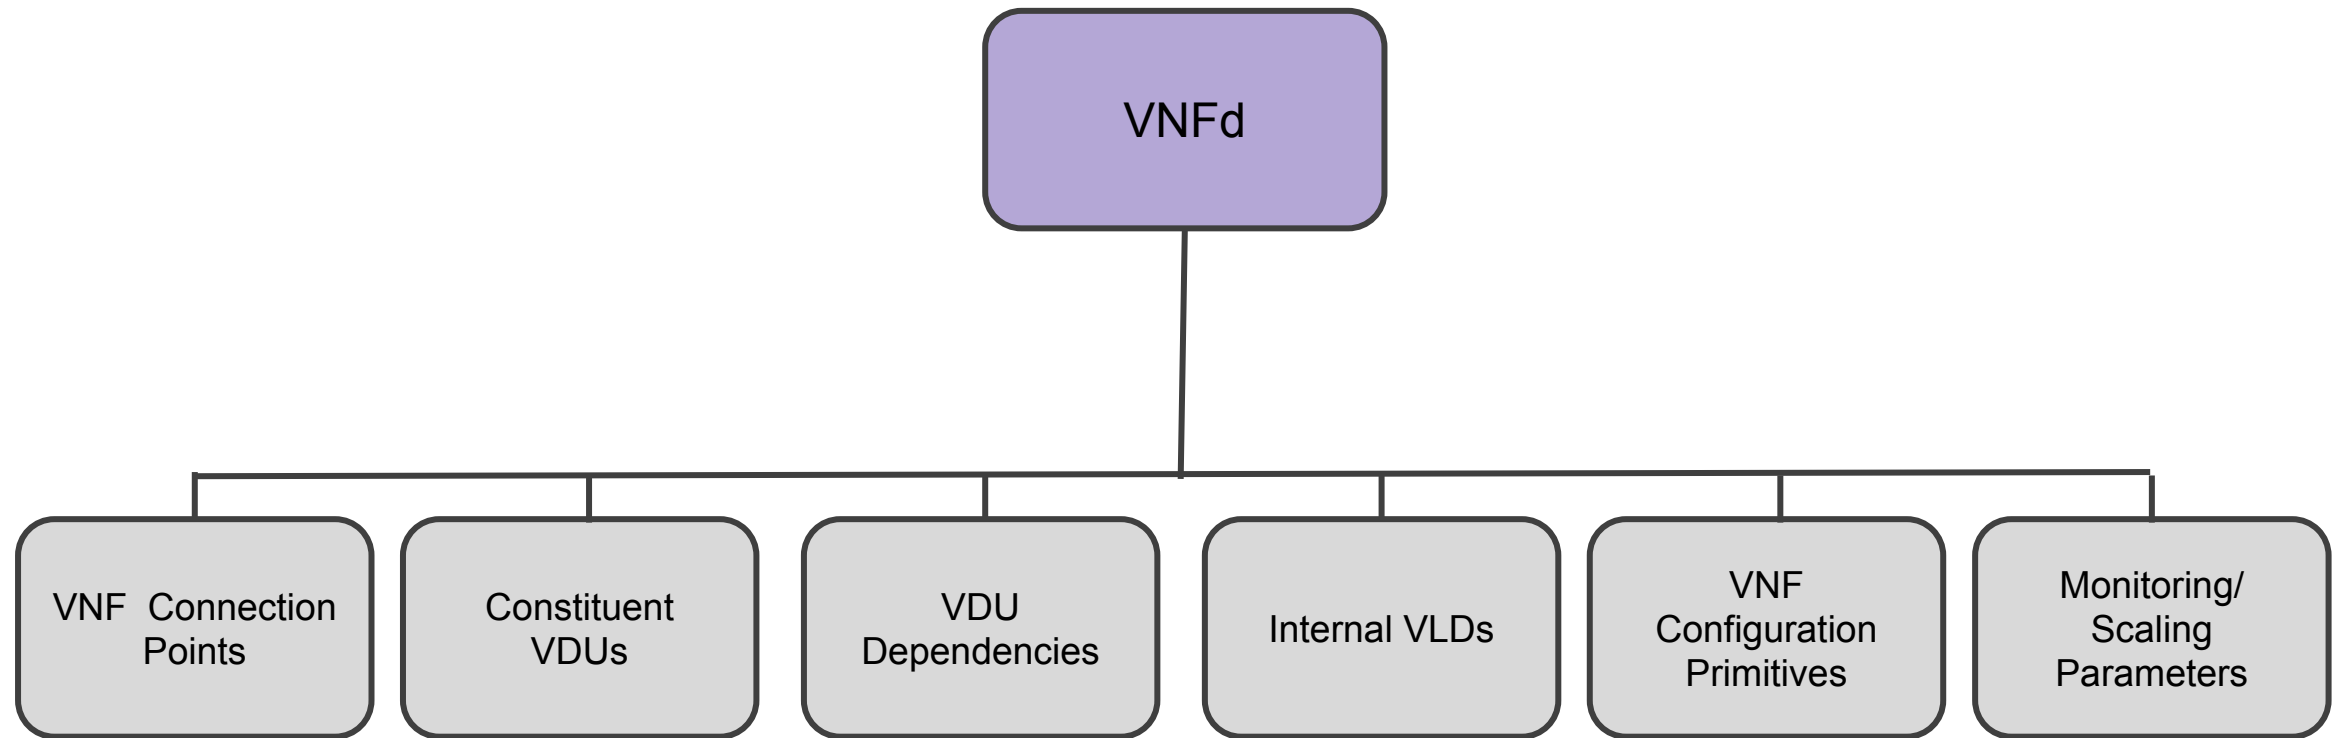 VNFd
VNF  Connection
Points
Constituent
VDUs
VDU
Dependencies
Internal VLDs
VNF
Configuration
Primitives
Monitoring/
Scaling
Parameters